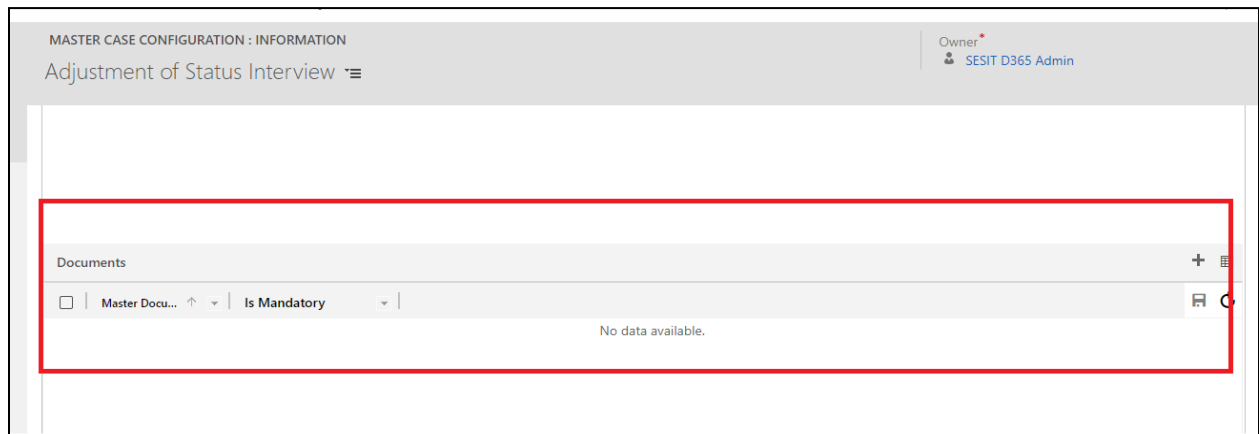 MASTER CASE CONFIGURATION : INFORMATION
Adjustment of Status Interview
Owner*
SESIT D365 Admin
Documents
Master Docu...
Is Mandatory
No data available.